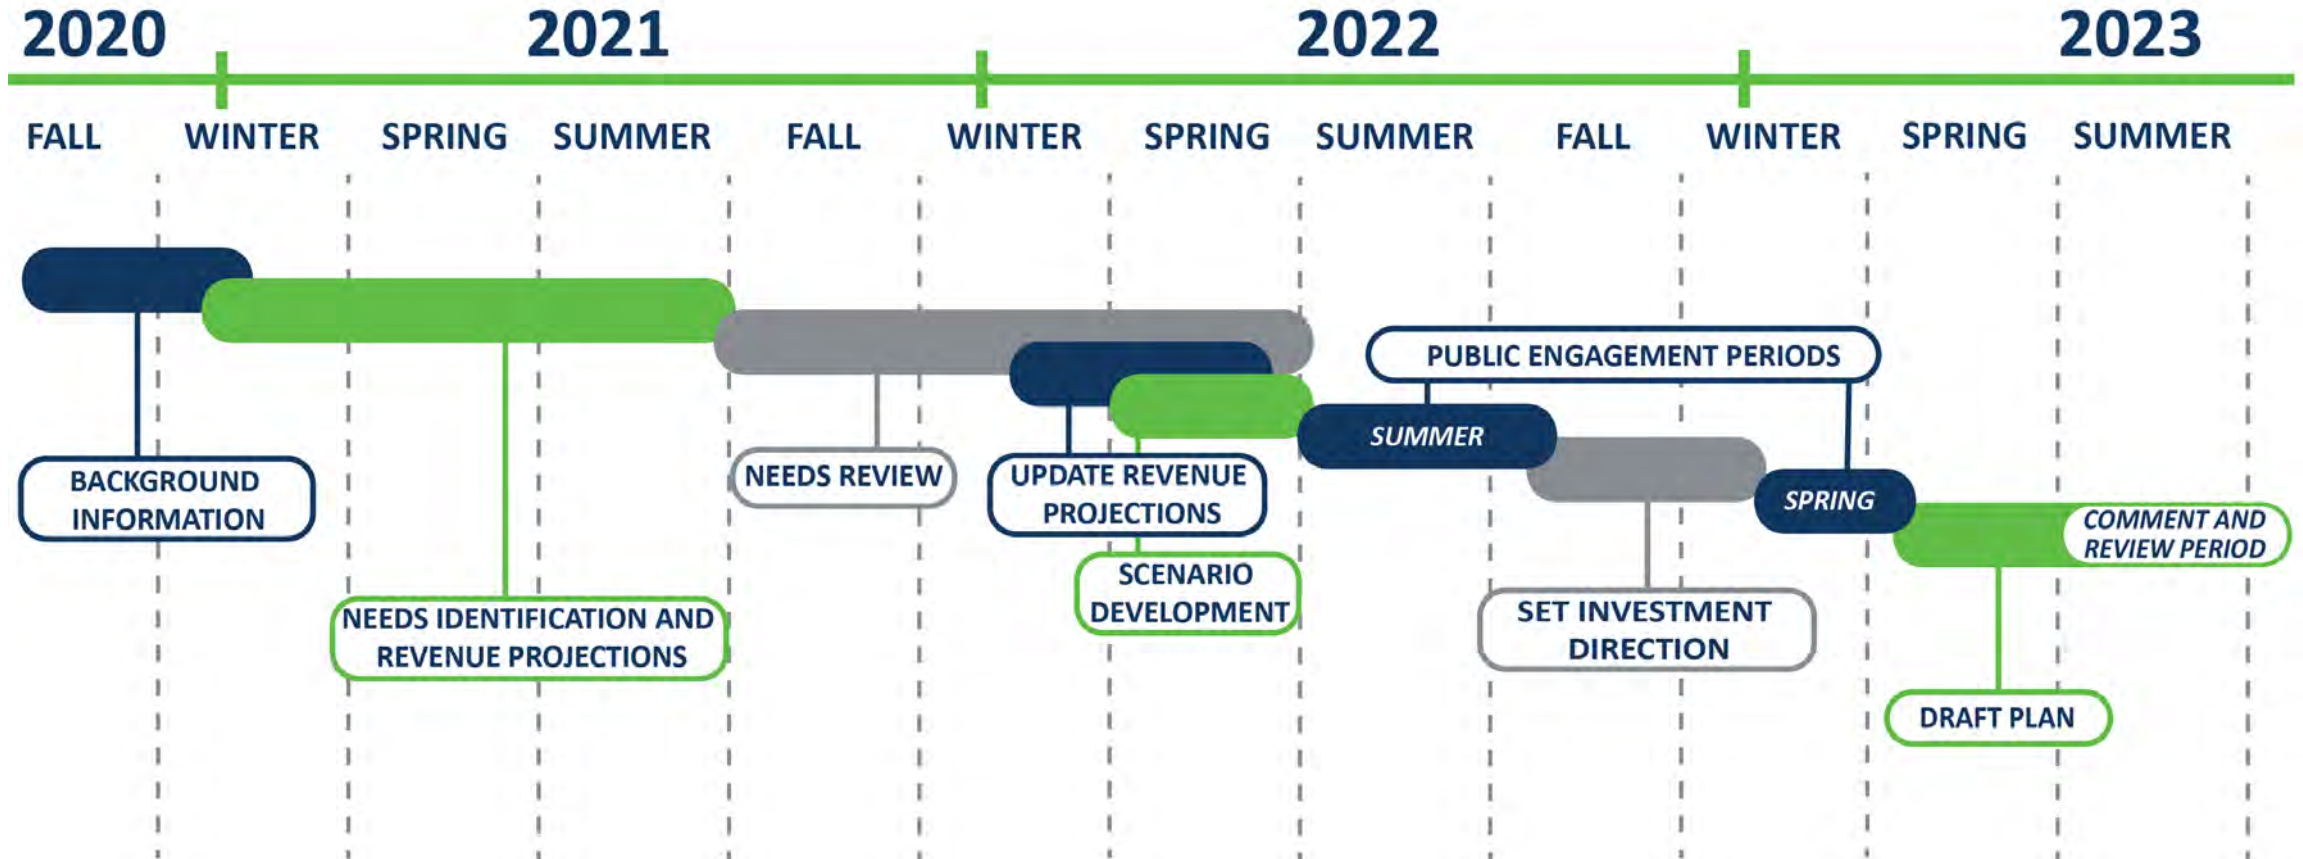 2020 2021 2022 2023
FALL WINTER SPRING SUMMER FALL WINTER SPRING SUMMER FALL WINTER SPRING SUMMER
PUBLIC ENGAGEMENT PERIODS
SUMMER
BACKGROUND
INFORMATION
NEEDS REVIEW
UPDATE REVENUE
PROJECTIONS
SPRING
COMMENT AND
REVIEW PERIOD
SCENARIO
DEVELOPMENT
NEEDS IDENTIFICATION AND
REVENUE PROJECTIONS
SET INVESTMENT
DIRECTION
DRAFT PLAN